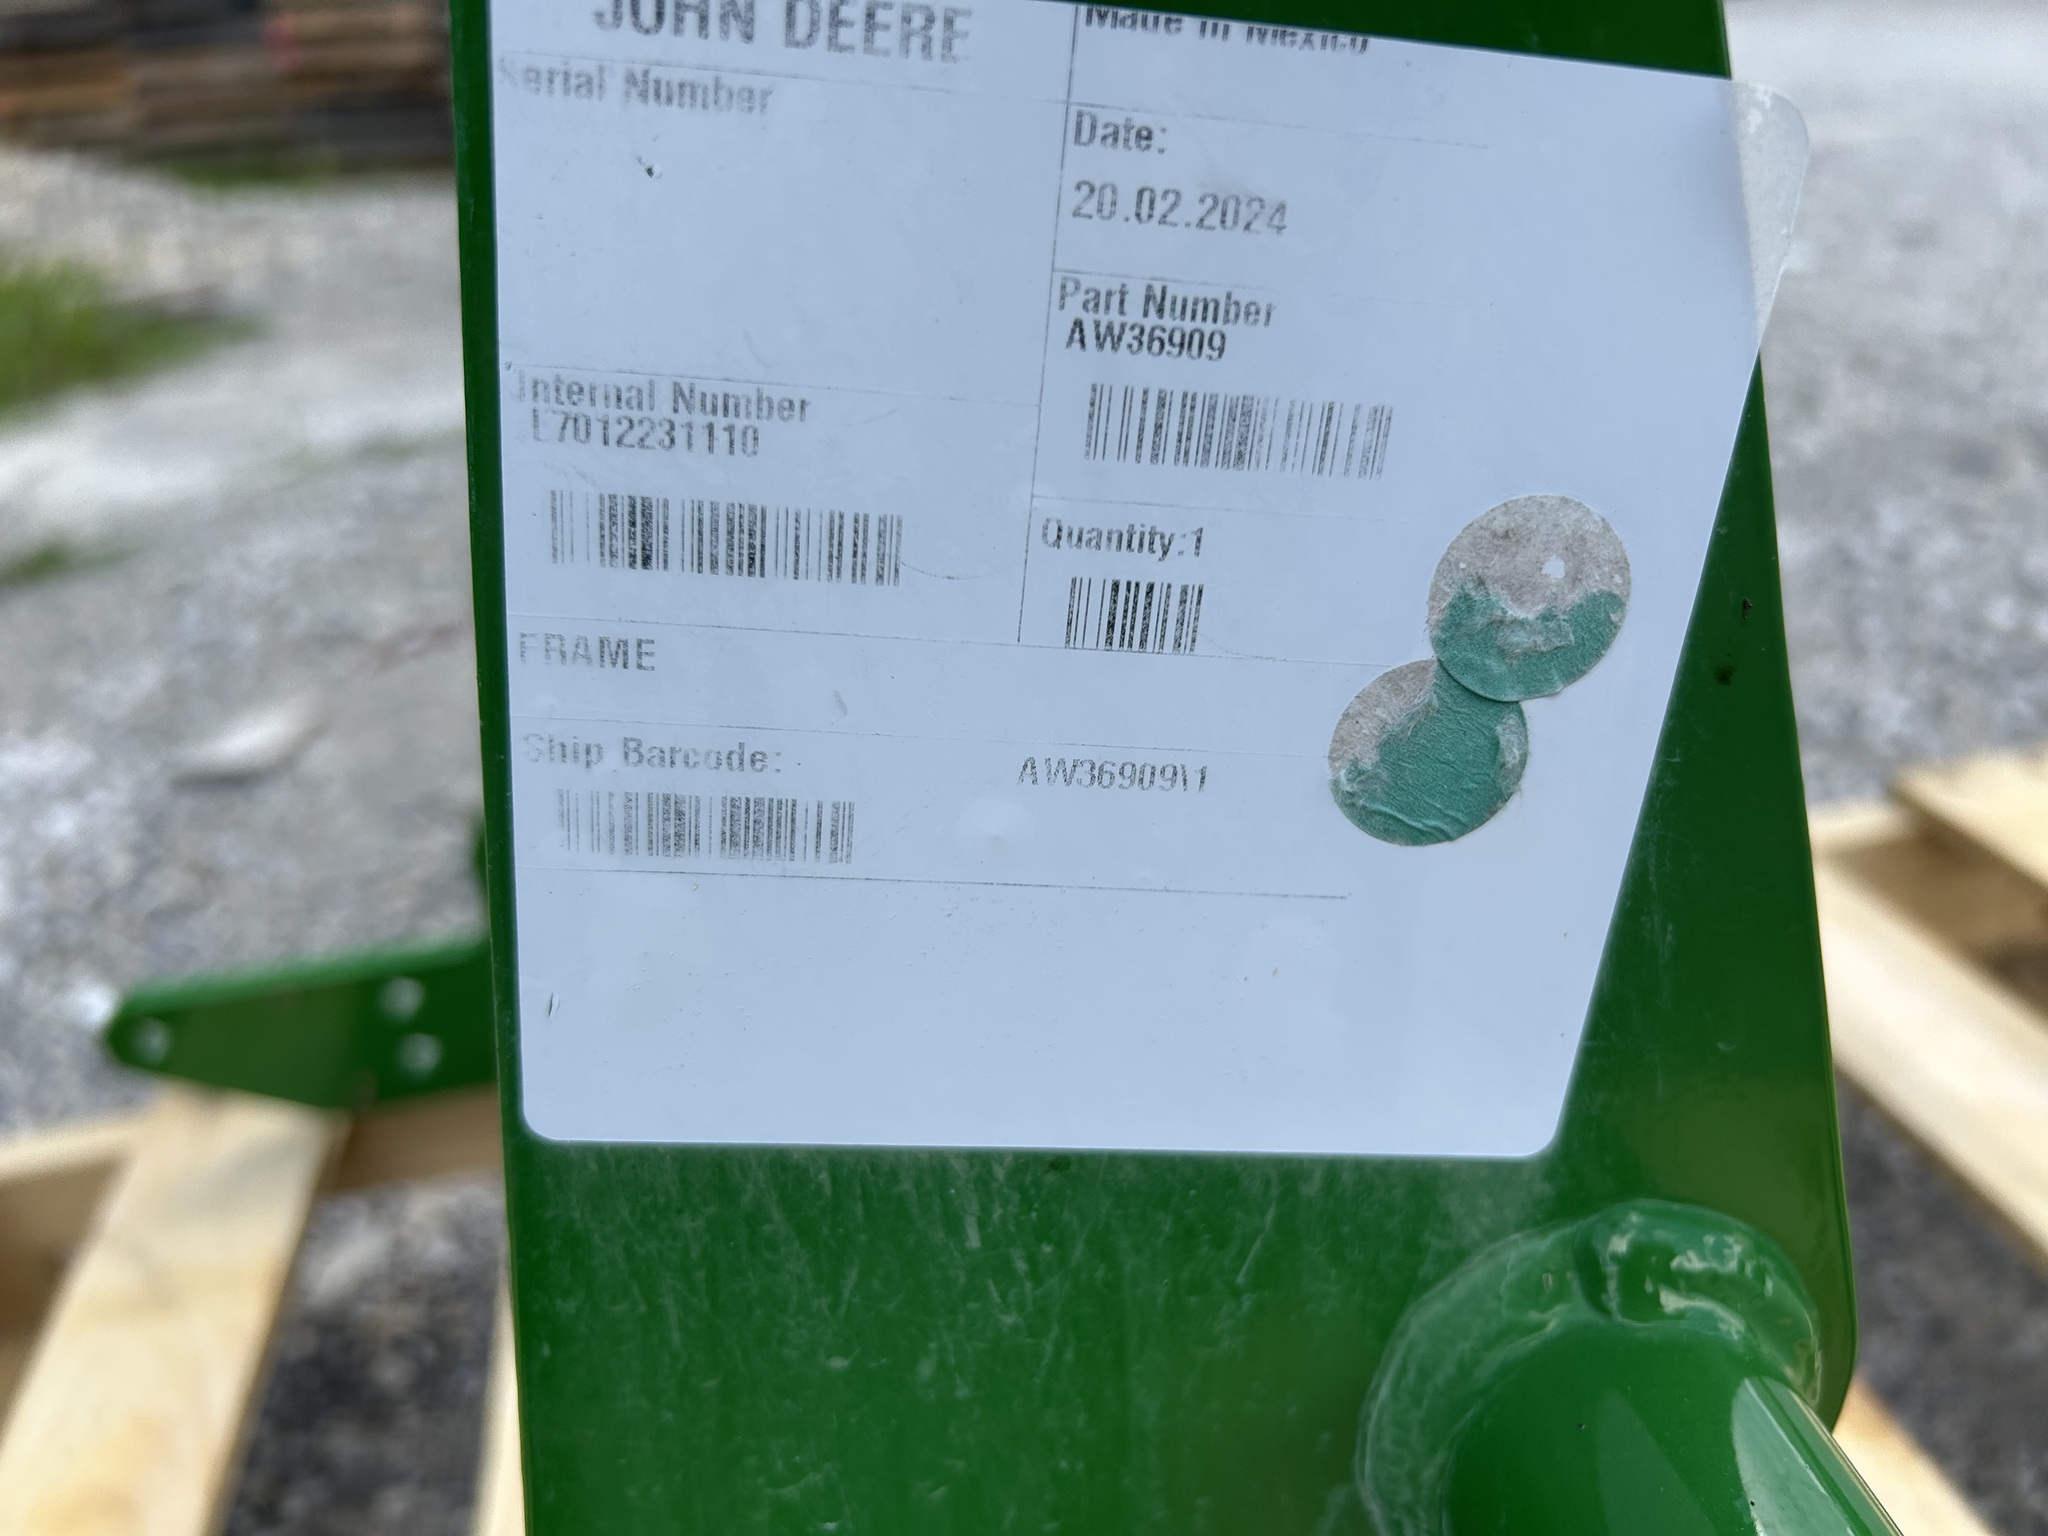 JOHN DEERE
Made in Mexico
Serial Number
Date:
20.02.2024
Part Number
AW36909
Internal Number
L7012231110
Quantity:1
FRAME
Ship Barcode:
AW36909\1